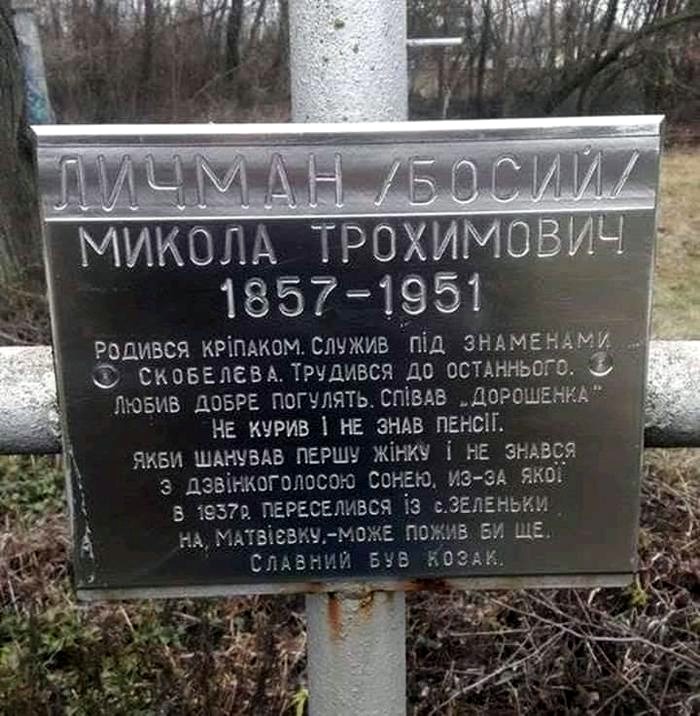 ЛИЧМАН /БОСИЙ/
МИКОЛА ТРОХИМОВИЧ
1857-1951
РОДИВСЯ КРІПАКОМ. СЛУЖИВ ПІД ЗНАМЕНАМИ
СКОБЕЛЄВА. ТРУДИВСЯ ДО ОСТАННЬОГО.
ЛЮБИВ ДОБРЕ ПОГУЛЯТЬ. СПІВАВ „ДОРОШЕНКА“
НЕ КУРИВ І НЕ ЗНАВ ПЕНСІЇ.
ЯКБИ ШАНУВАВ ПЕРШУ ЖІНКУ І НЕ ЗНАВСЯ
З ДЗВІНКОГОЛОСОЮ СОНЕЮ, ИЗ-ЗА ЯКОЇ
В 1937р. ПЕРЕСЕЛИВСЯ ІЗ с. ЗЕЛЕНЬКИ
НА, МАТВІЄВКУ,-МОЖЕ ПОЖИВ БИ ЩЕ.
СЛАВНИЙ БУВ КОЗАК.